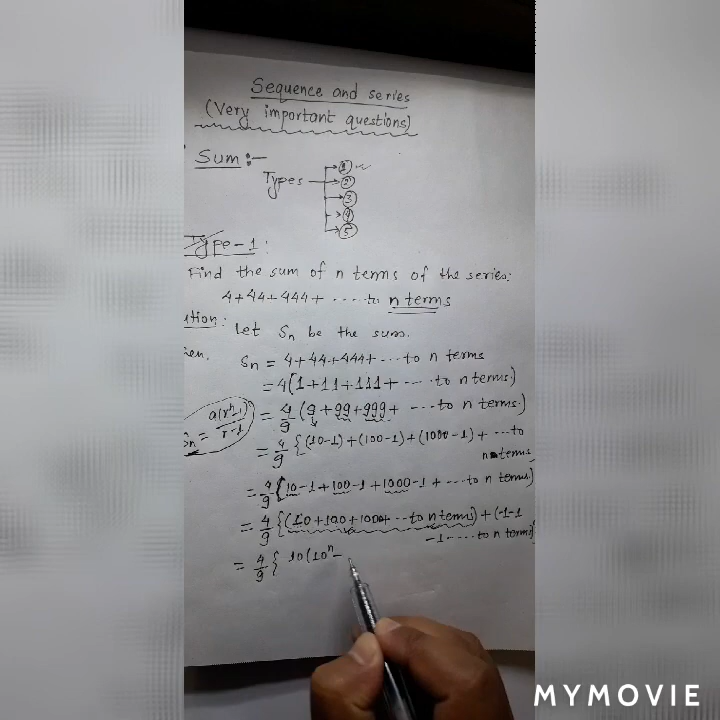 Sequence and series
(Very important questions)
Sum:-
Types → ① ② ③ ④ ⑤
Type-1:
Find the sum of n terms of the series:
4+44+444+ ..... to n terms
ution: Let Sn be the sum.
Sn = 4+44+444+ ... to n terms
= 4(1+11+111+ .... to n terms)
Sn = a(r^n-1)/r-1
= 4/9 (9+99+999+ .... to n terms)
= 4/9 {(10-1)+(100-1)+(1000-1)+ ... to
n terms
= 4/9 {10-1+100-1+1000-1+ ... to n terms}
= 4/9 {(10+100+1000+ ... to n terms)+(-1-1
-1 .... to n terms)}
= 4/9 { 10(10^n -
MYMOVIE